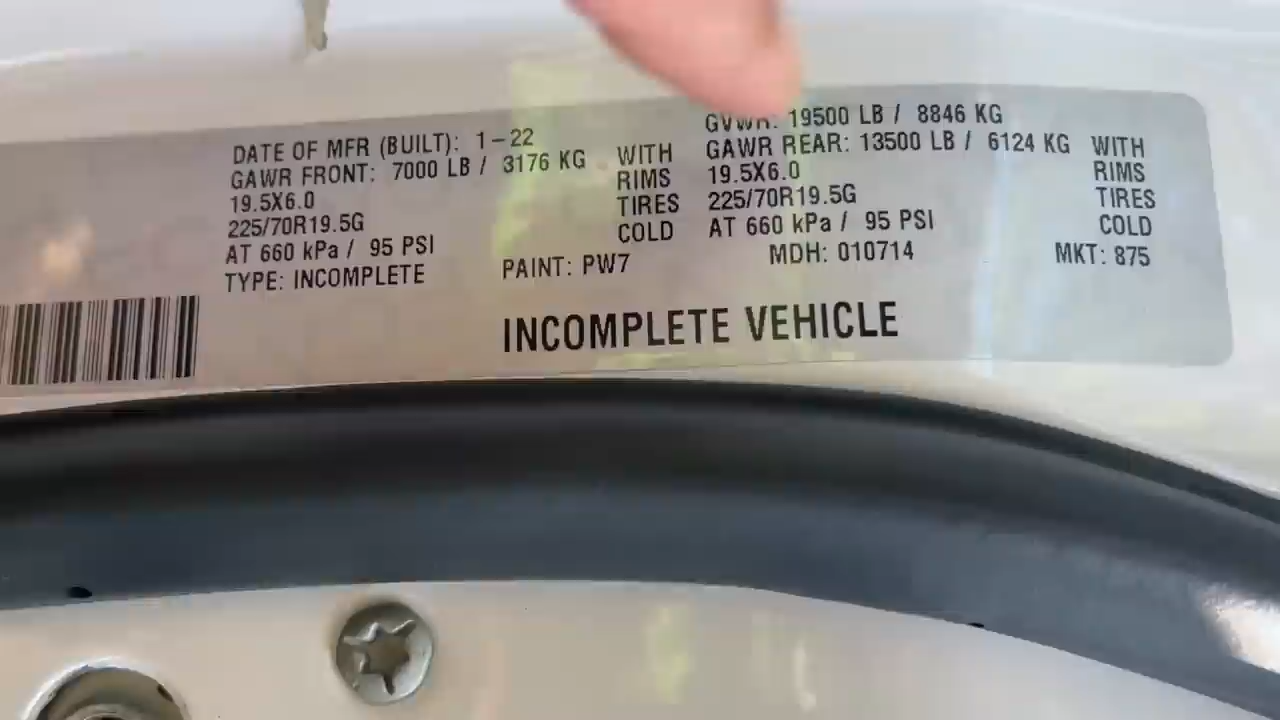 DATE OF MFR (BUILT): 1-22
GVWR: 19500 LB / 8846 KG
GAWR FRONT: 7000 LB / 3176 KG WITH
GAWR REAR: 13500 LB / 6124 KG WITH
19.5X6.0 RIMS
19.5X6.0 RIMS
225/70R19.5G TIRES
225/70R19.5G TIRES
AT 660 kPa / 95 PSI COLD
AT 660 kPa / 95 PSI COLD
TYPE: INCOMPLETE PAINT: PW7 MDH: 010714 MKT: 875
INCOMPLETE VEHICLE